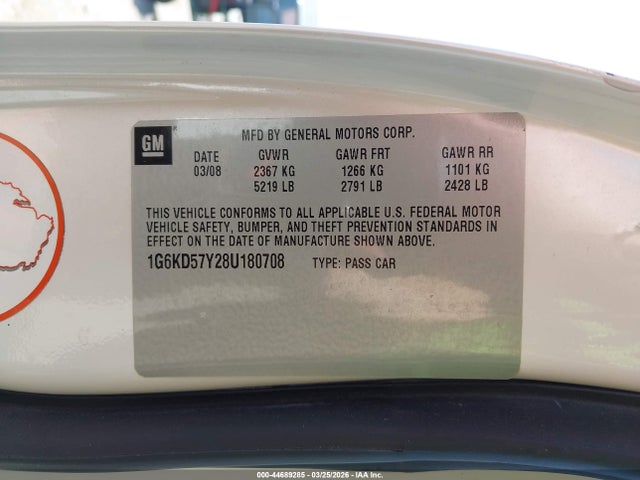 GM
MFD BY GENERAL MOTORS CORP.
DATE GVWR GAWR FRT GAWR RR
03/08 2367 KG 1266 KG 1101 KG
5219 LB 2791 LB 2428 LB
THIS VEHICLE CONFORMS TO ALL APPLICABLE U.S. FEDERAL MOTOR
VEHICLE SAFETY, BUMPER, AND THEFT PREVENTION STANDARDS IN
EFFECT ON THE DATE OF MANUFACTURE SHOWN ABOVE.
1G6KD57Y28U180708 TYPE: PASS CAR
000-44689285 - 03/25/2026 - IAA Inc.